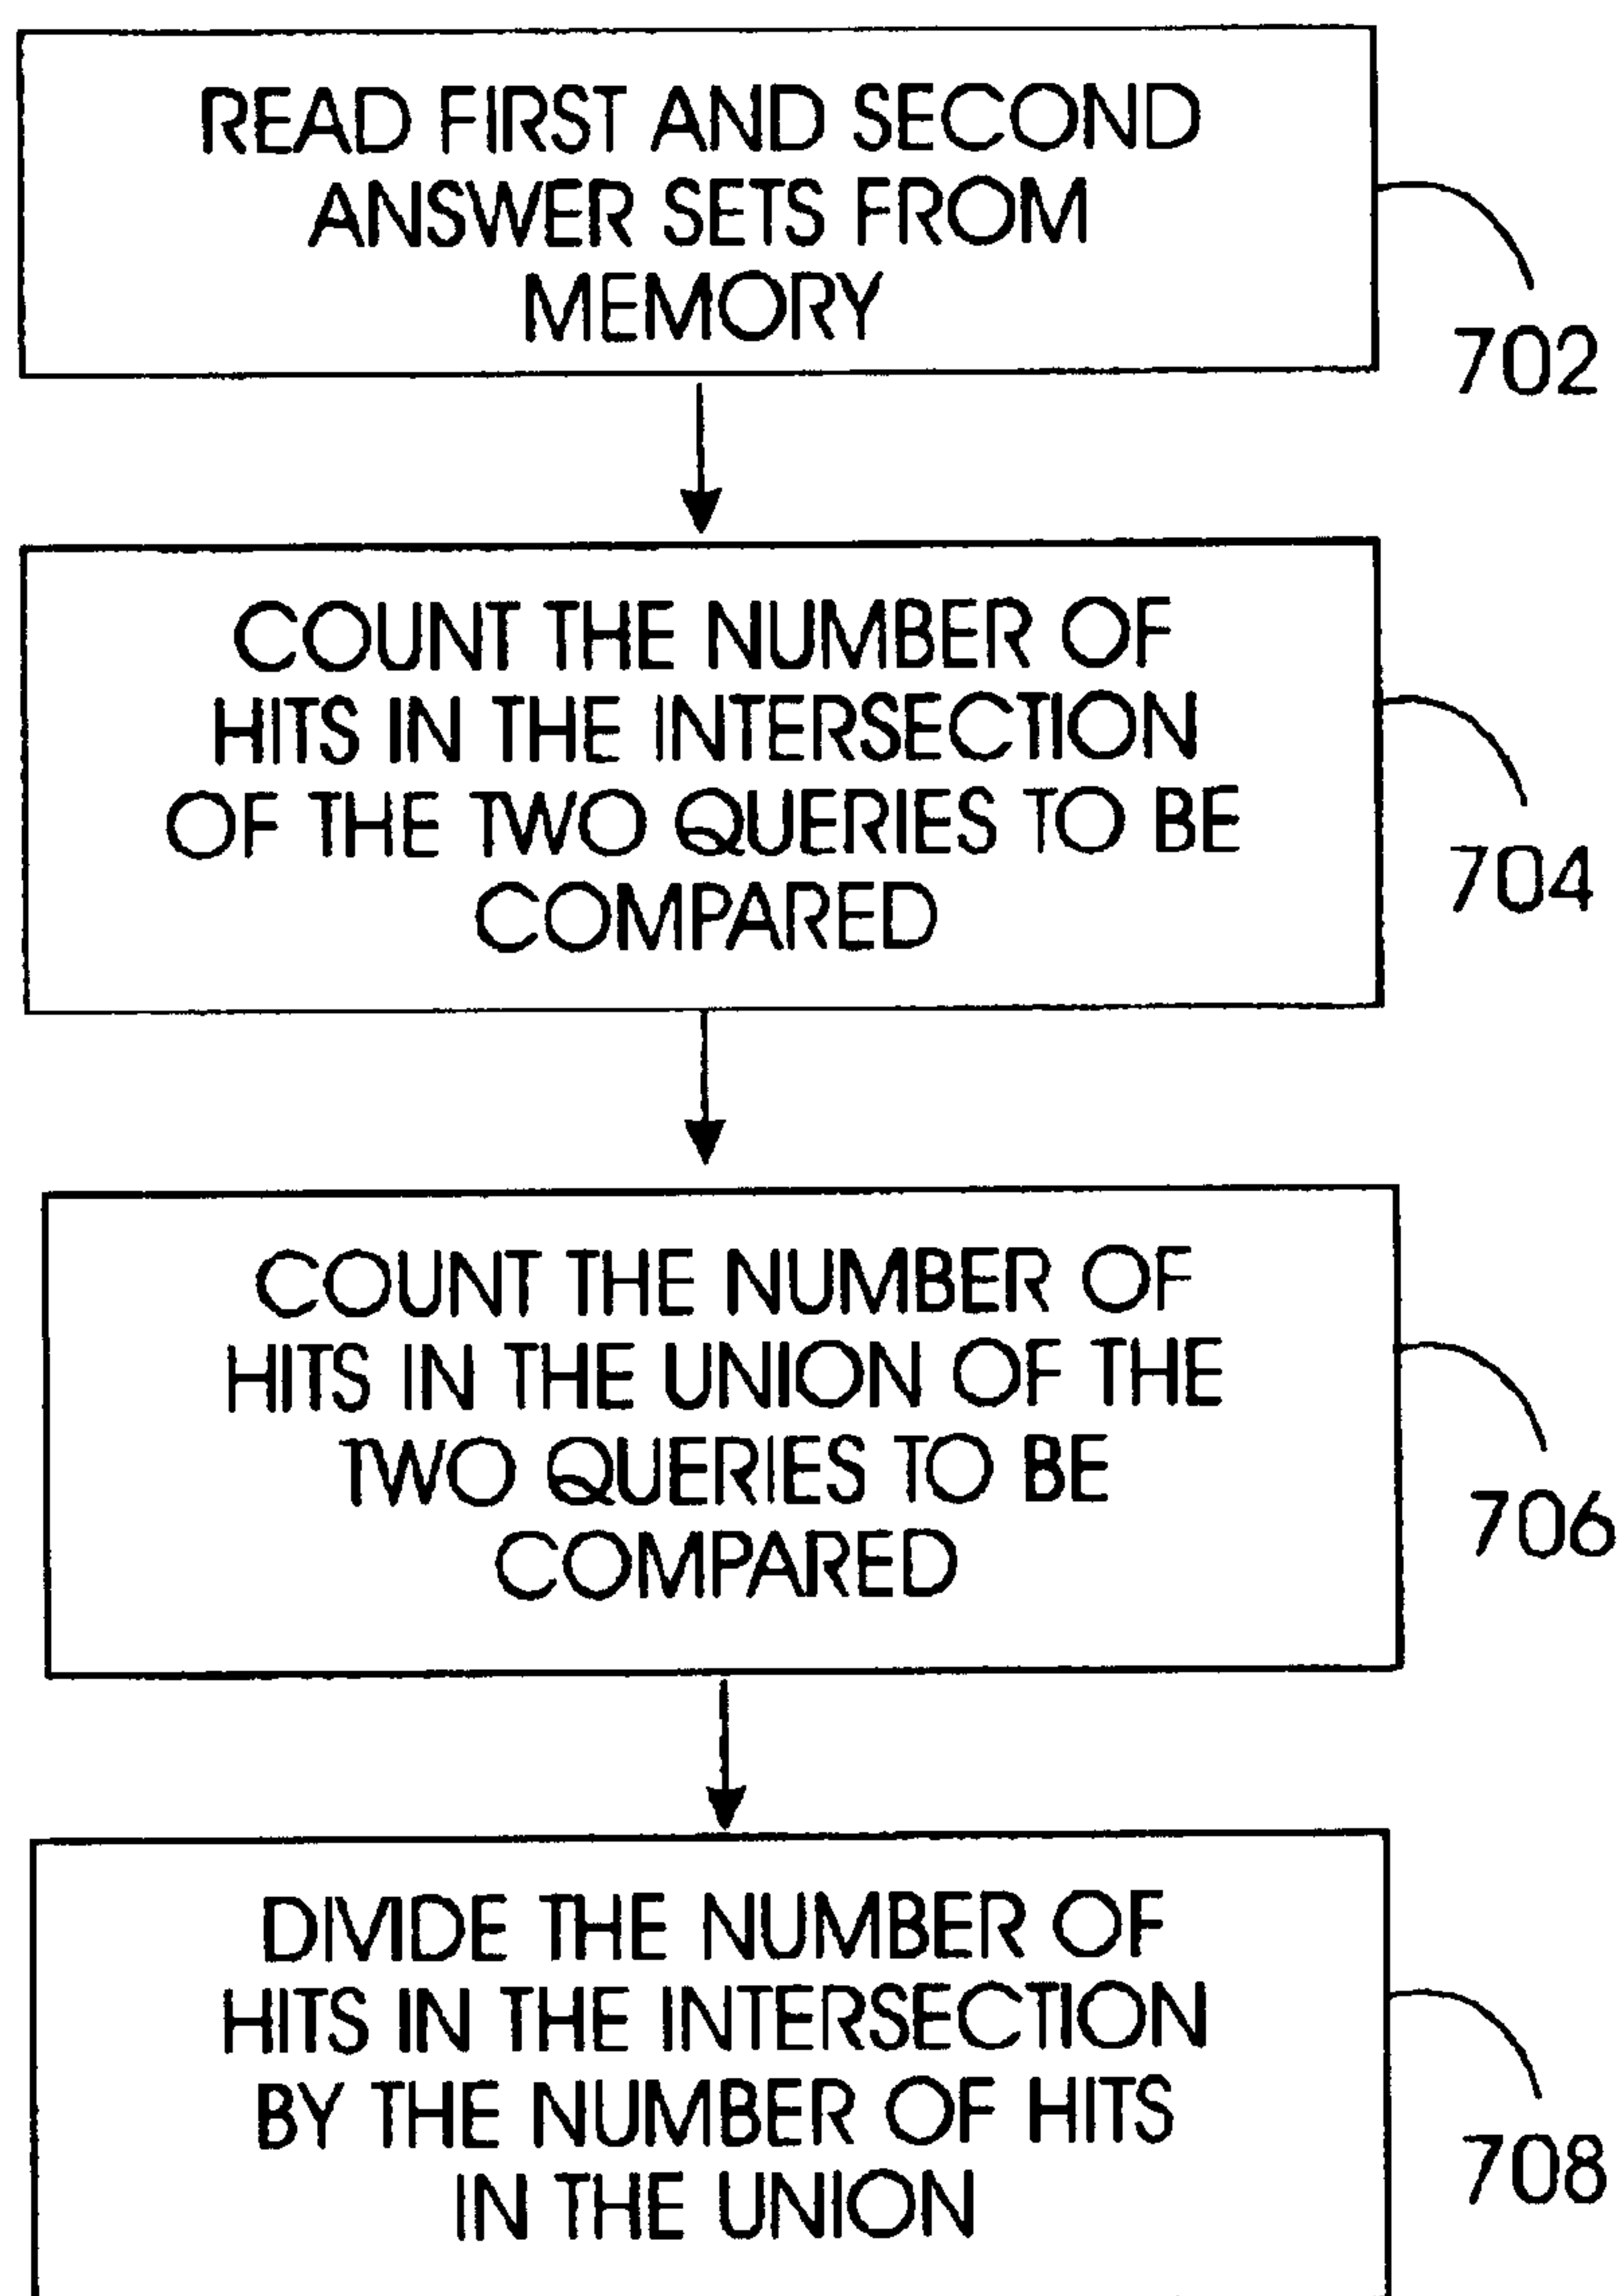 READ FIRST AND SECOND
ANSWER SETS FROM
MEMORY
702
COUNT THE NUMBER OF
HITS IN THE INTERSECTION
OF THE TWO QUERIES TO BE
COMPARED
704
COUNT THE NUMBER OF
HITS IN THE UNION OF THE
TWO QUERIES TO BE
COMPARED
706
DIVIDE THE NUMBER OF
HITS IN THE INTERSECTION
BY THE NUMBER OF HITS
IN THE UNION
708